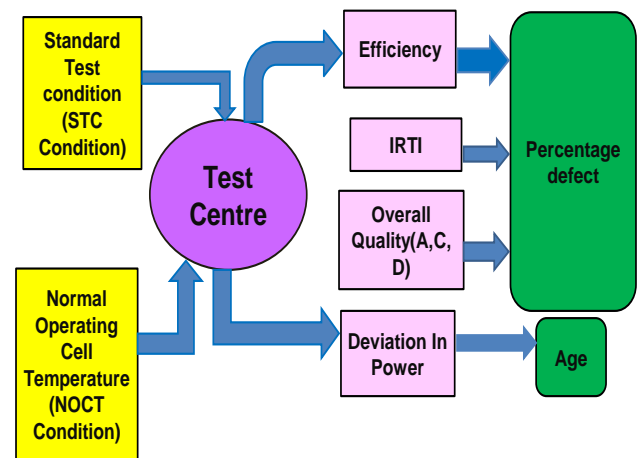 Standard
Test
condition
(STC
Condition)
Efficiency
IRTI
Percentage
defect
Test
Centre
Overall
Quality(A,C,
D)
Normal
Operating
Cell
Temperature
(NOCT
Condition)
Deviation In
Power
Age